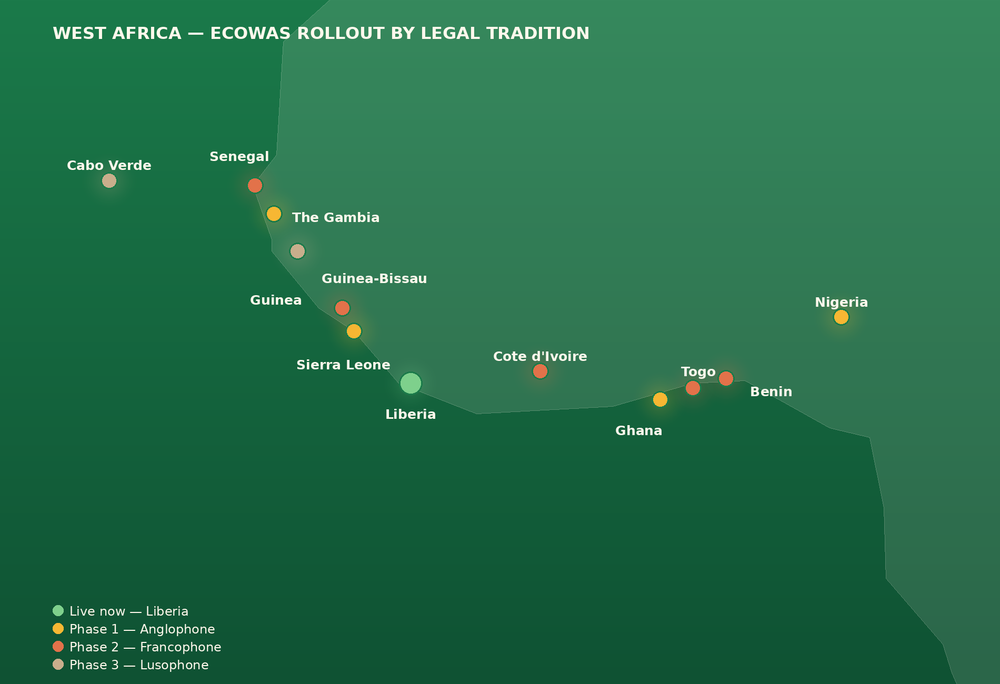 WEST AFRICA — ECOWAS ROLLOUT BY LEGAL TRADITION
Senegal
Cabo Verde
The Gambia
Guinea-Bissau
Guinea
Nigeria
Cote d'Ivoire
Sierra Leone
Togo
Benin
Liberia
Ghana
Live now — Liberia
Phase 1 — Anglophone
Phase 2 — Francophone
Phase 3 — Lusophone